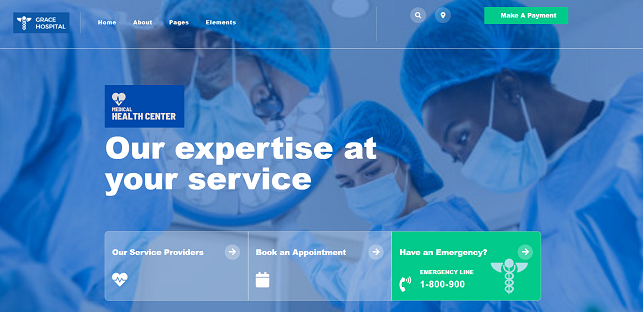 GRACE
HOSPITAL
Home About Pages Elements
Make A Payment
MEDICAL
HEALTH CENTER
Our expertise at
your service
Our Service Providers
Book an Appointment
Have an Emergency?
EMERGENCY LINE
1-800-900